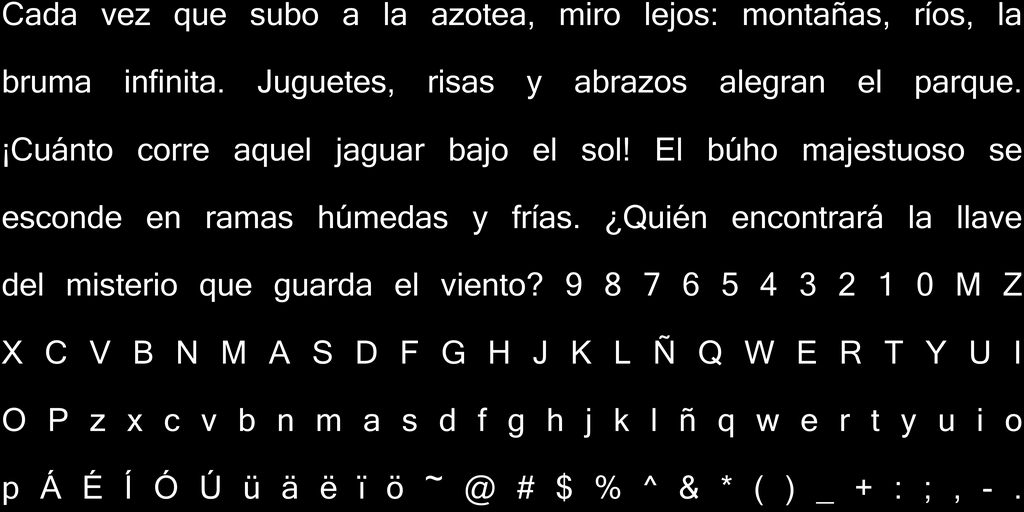 Cada vez que subo a la azotea, miro lejos: montañas, ríos, la
bruma infinita. Juguetes, risas y abrazos alegran el parque.
¡Cuánto corre aquel jaguar bajo el sol! El búho majestuoso se
esconde en ramas húmedas y frías. ¿Quién encontrará la llave
del misterio que guarda el viento? 9 8 7 6 5 4 3 2 1 0 M Z
X C V B N M A S D F G H J K L Ñ Q W E R T Y U I
O P z x c v b n m a s d f g h j k l ñ q w e r t y u i o
p Á É Í Ó Ú ü ä ë ï ö ~ @ # $ % ^ & * ( ) _ + : ; , - .